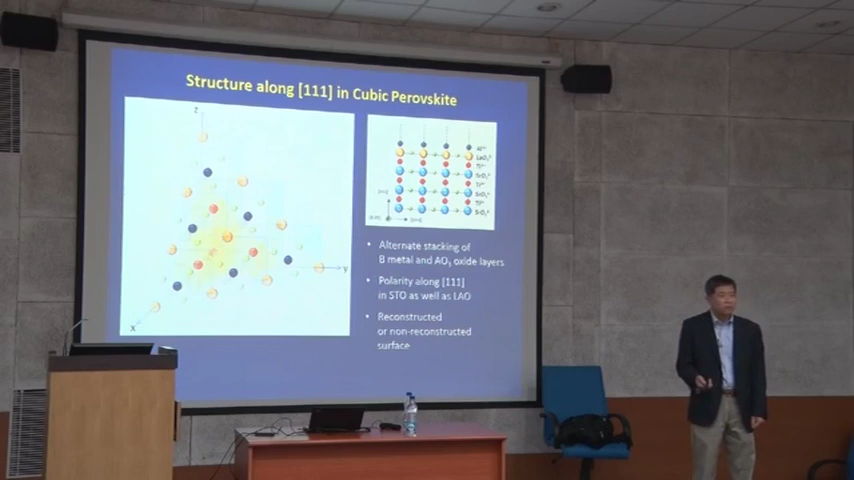 Structure along [111] in Cubic Perovskite
z
y
x
• Alternate stacking of
B metal and AO₃ oxide layers
• Polarity along [111]
in STO as well as LAO
• Reconstructed
or non-reconstructed
surface